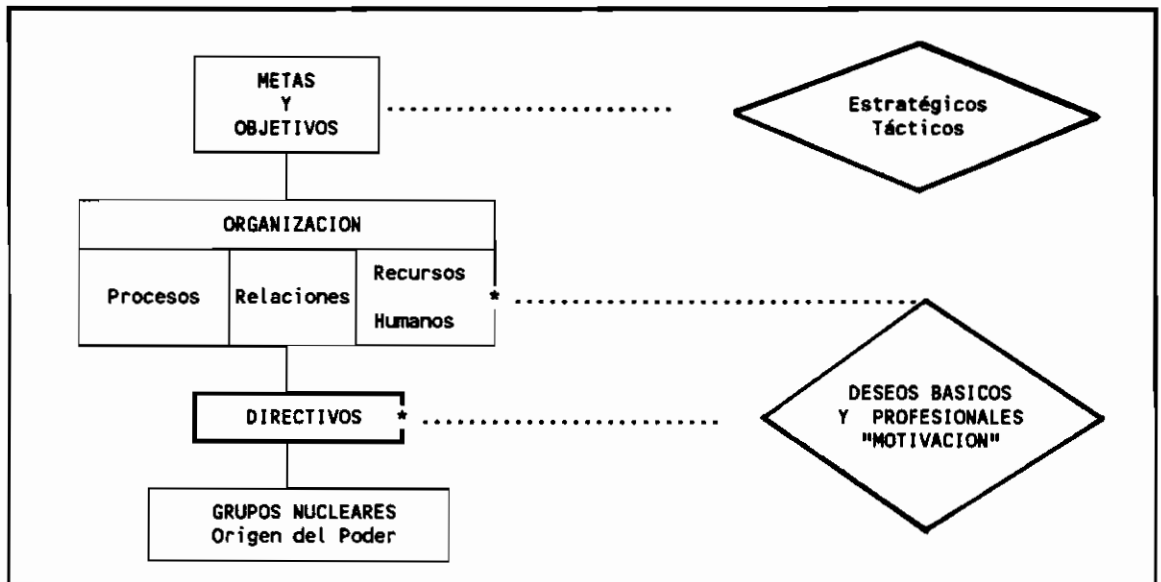 METAS
Y
OBJETIVOS
Estratégicos
Tácticos
ORGANIZACION
Procesos
Relaciones
Recursos
Humanos
*
DIRECTIVOS *
DESEOS BASICOS
Y PROFESIONALES
"MOTIVACION"
GRUPOS NUCLEARES
Origen del Poder